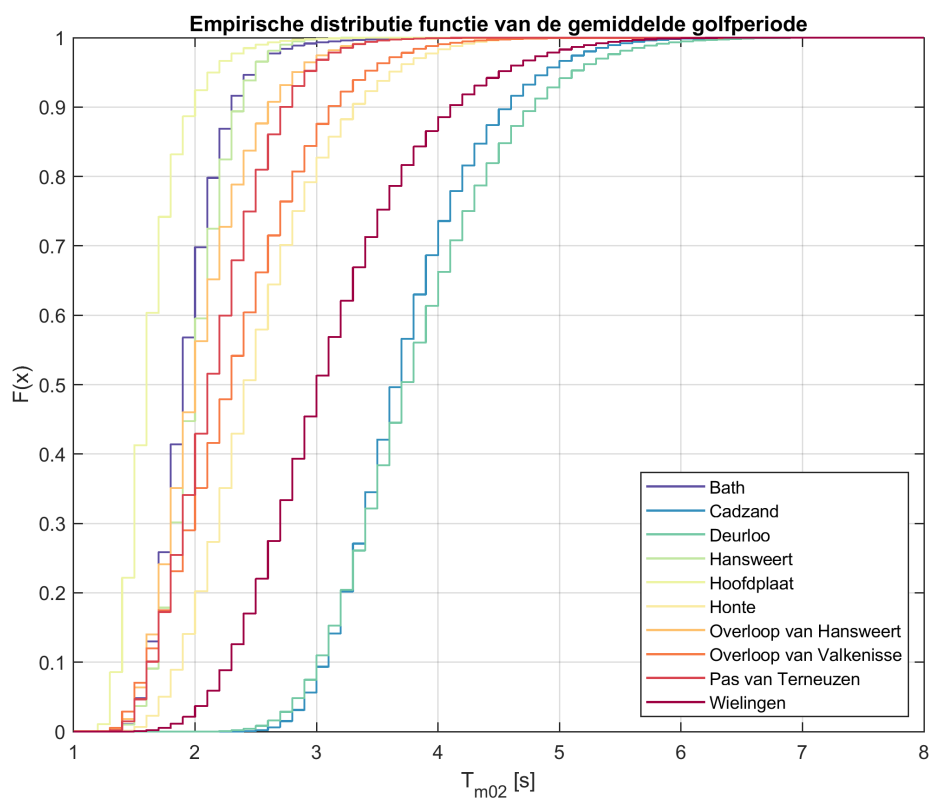 Empirische distributie functie van de gemiddelde golfperiode
1
0.9
0.8
0.7
0.6
0.5
0.4
0.3
0.2
0.1
0
F(x)
Bath
Cadzand
Deurloo
Hansweert
Hoofdplaat
Honte
Overloop van Hansweert
Overloop van Valkenisse
Pas van Terneuzen
Wielingen
1 2 3 4 5 6 7 8
T_m02 [s]